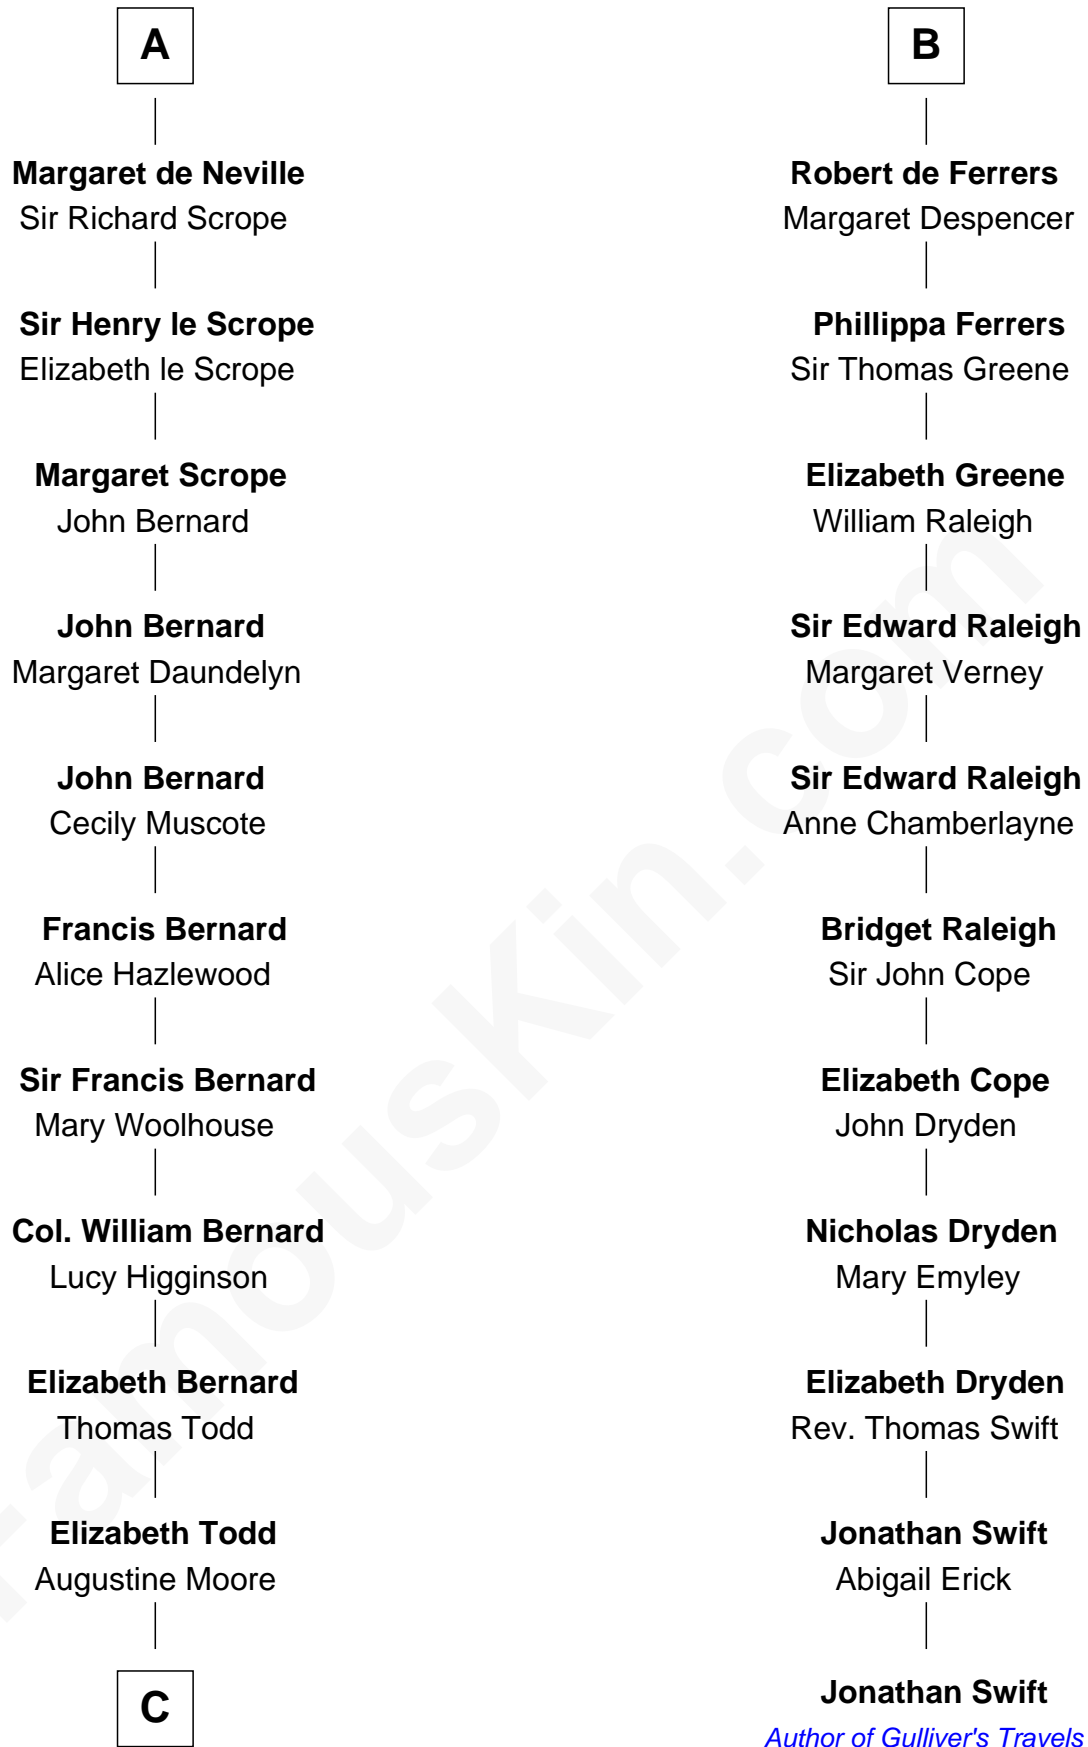 A
Margaret de Neville
Sir Richard Scrope
Sir Henry le Scrope
Elizabeth le Scrope
Margaret Scrope
John Bernard
John Bernard
Margaret Daundelyn
John Bernard
Cecily Muscote
Francis Bernard
Alice Hazlewood
Sir Francis Bernard
Mary Woolhouse
Col. William Bernard
Lucy Higginson
Elizabeth Bernard
Thomas Todd
Elizabeth Todd
Augustine Moore
C
B
Robert de Ferrers
Margaret Despencer
Phillippa Ferrers
Sir Thomas Greene
Elizabeth Greene
William Raleigh
Sir Edward Raleigh
Margaret Verney
Sir Edward Raleigh
Anne Chamberlayne
Bridget Raleigh
Sir John Cope
Elizabeth Cope
John Dryden
Nicholas Dryden
Mary Emyley
Elizabeth Dryden
Rev. Thomas Swift
Jonathan Swift
Abigail Erick
Jonathan Swift
Author of Gulliver's Travels
FamousKin.com